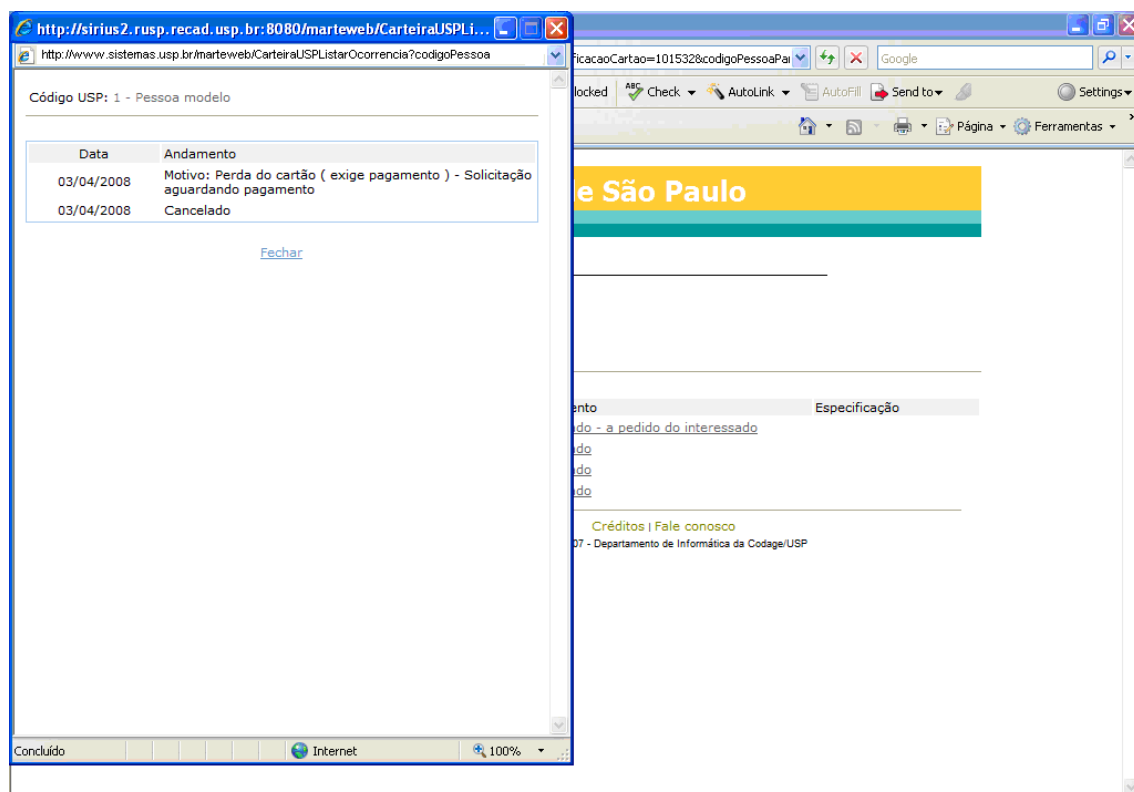 http://sirius2.rusp.recad.usp.br:8080/marteweb/CarteiraUSPLi...
http://www.sistemas.usp.br/marteweb/CarteiraUSPListarOcorrencia?codigoPessoa
Código USP: 1 - Pessoa modelo
Data Andamento
03/04/2008 Motivo: Perda do cartão ( exige pagamento ) - Solicitação
aguardando pagamento
03/04/2008 Cancelado
Fechar
Concluído Internet 100%
ficacaoCartao=1015328&codigoPessoaPai Google
locked Check AutoLink AutoFill Send to Settings
Página Ferramentas
e São Paulo
ento Especificação
ado - a pedido do interessado
ado
ado
ado
Créditos | Fale conosco
07 - Departamento de Informática da Codage/USP